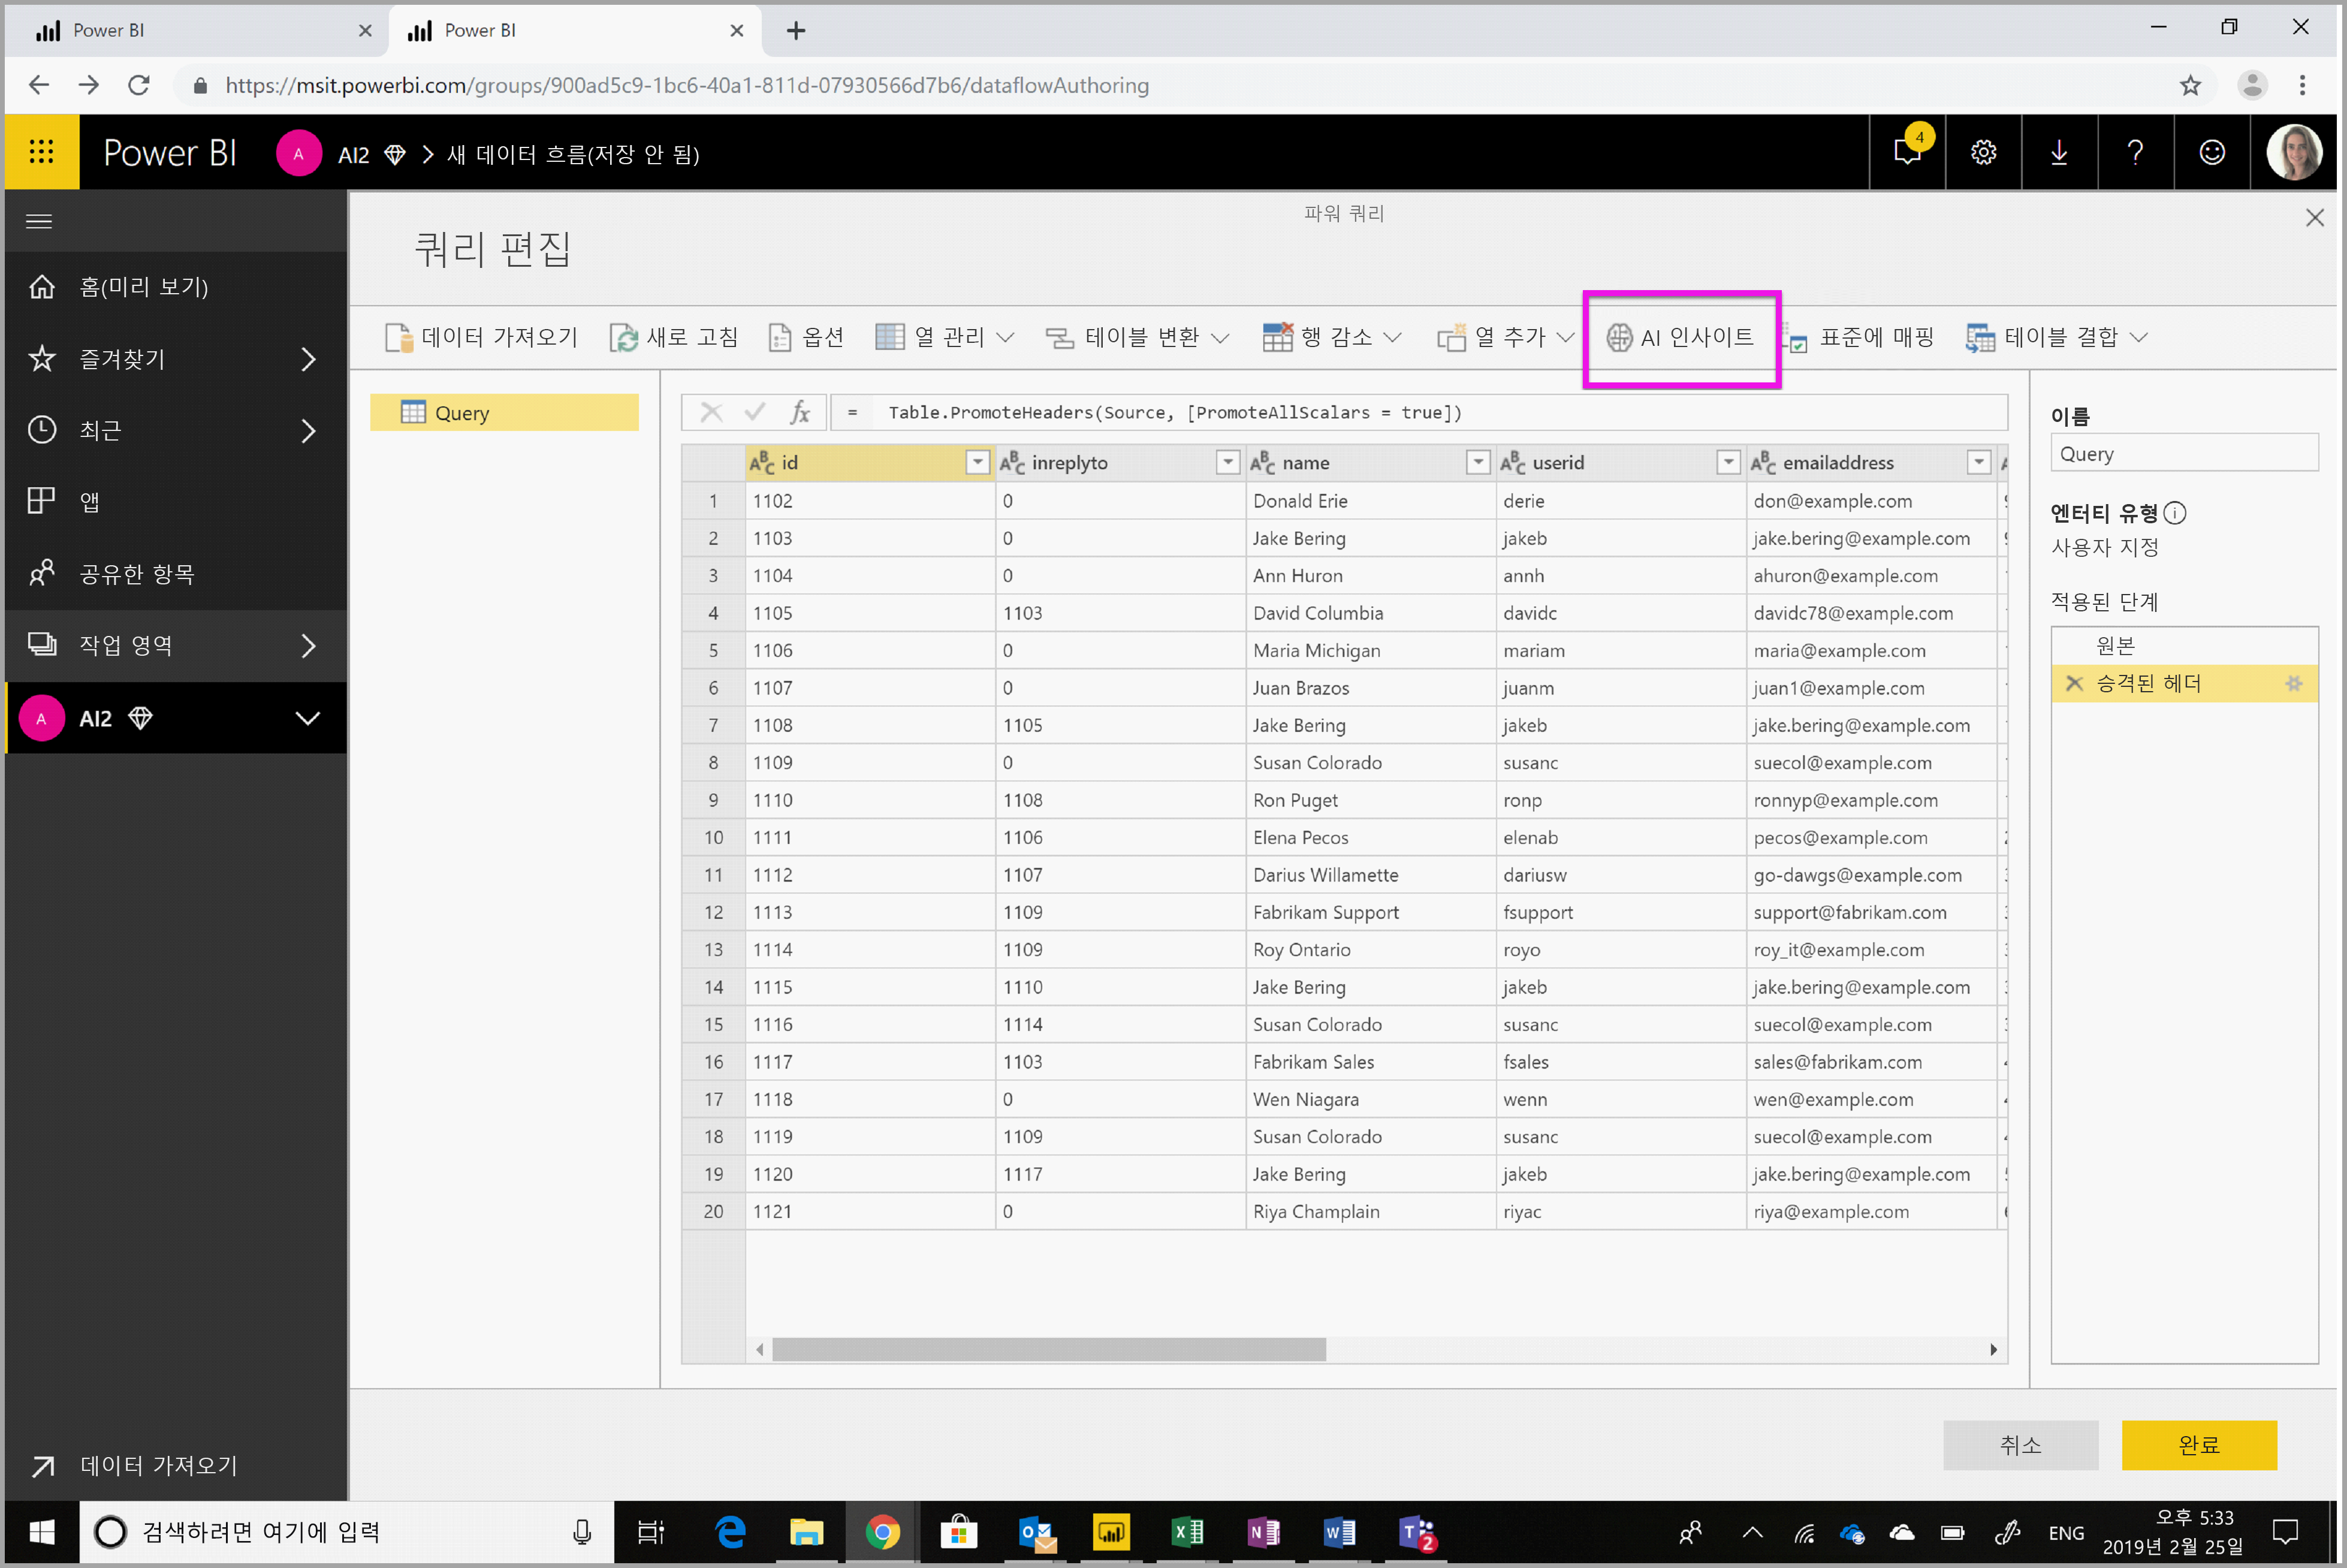 Power BI
Power BI
https://msit.powerbi.com/groups/900ad5c9-1bc6-40a1-811d-07930566d7b6/dataflowAuthoring
Power BI A AI2 > 새 데이터 흐름(저장 안 됨) 4
파워 쿼리
쿼리 편집
홈(미리 보기)
즐겨찾기
최근
앱
공유한 항목
작업 영역
A AI2
데이터 가져오기
데이터 가져오기 새로 고침 옵션 열 관리 테이블 변환 행 감소 열 추가 AI 인사이트 표준에 매핑 테이블 결합
Query
fx = Table.PromoteHeaders(Source, [PromoteAllScalars = true])
ABC id ABC inreplyto ABC name ABC userid ABC emailaddress
1 1102 0 Donald Erie derie don@example.com
2 1103 0 Jake Bering jakeb jake.bering@example.com
3 1104 0 Ann Huron annh ahuron@example.com
4 1105 1103 David Columbia davidc davidc78@example.com
5 1106 0 Maria Michigan mariam maria@example.com
6 1107 0 Juan Brazos juanm juan1@example.com
7 1108 1105 Jake Bering jakeb jake.bering@example.com
8 1109 0 Susan Colorado susanc suecol@example.com
9 1110 1108 Ron Puget ronp ronnyp@example.com
10 1111 1106 Elena Pecos elenab pecos@example.com
11 1112 1107 Darius Willamette dariusw go-dawgs@example.com
12 1113 1109 Fabrikam Support fsupport support@fabrikam.com
13 1114 1109 Roy Ontario royo roy_it@example.com
14 1115 1110 Jake Bering jakeb jake.bering@example.com
15 1116 1114 Susan Colorado susanc suecol@example.com
16 1117 1103 Fabrikam Sales fsales sales@fabrikam.com
17 1118 0 Wen Niagara wenn wen@example.com
18 1119 1109 Susan Colorado susanc suecol@example.com
19 1120 1117 Jake Bering jakeb jake.bering@example.com
20 1121 0 Riya Champlain riyac riya@example.com
이름
Query
엔터티 유형
사용자 지정
적용된 단계
원본
승격된 헤더
취소 완료
검색하려면 여기에 입력
ENG
오후 5:33
2019년 2월 25일